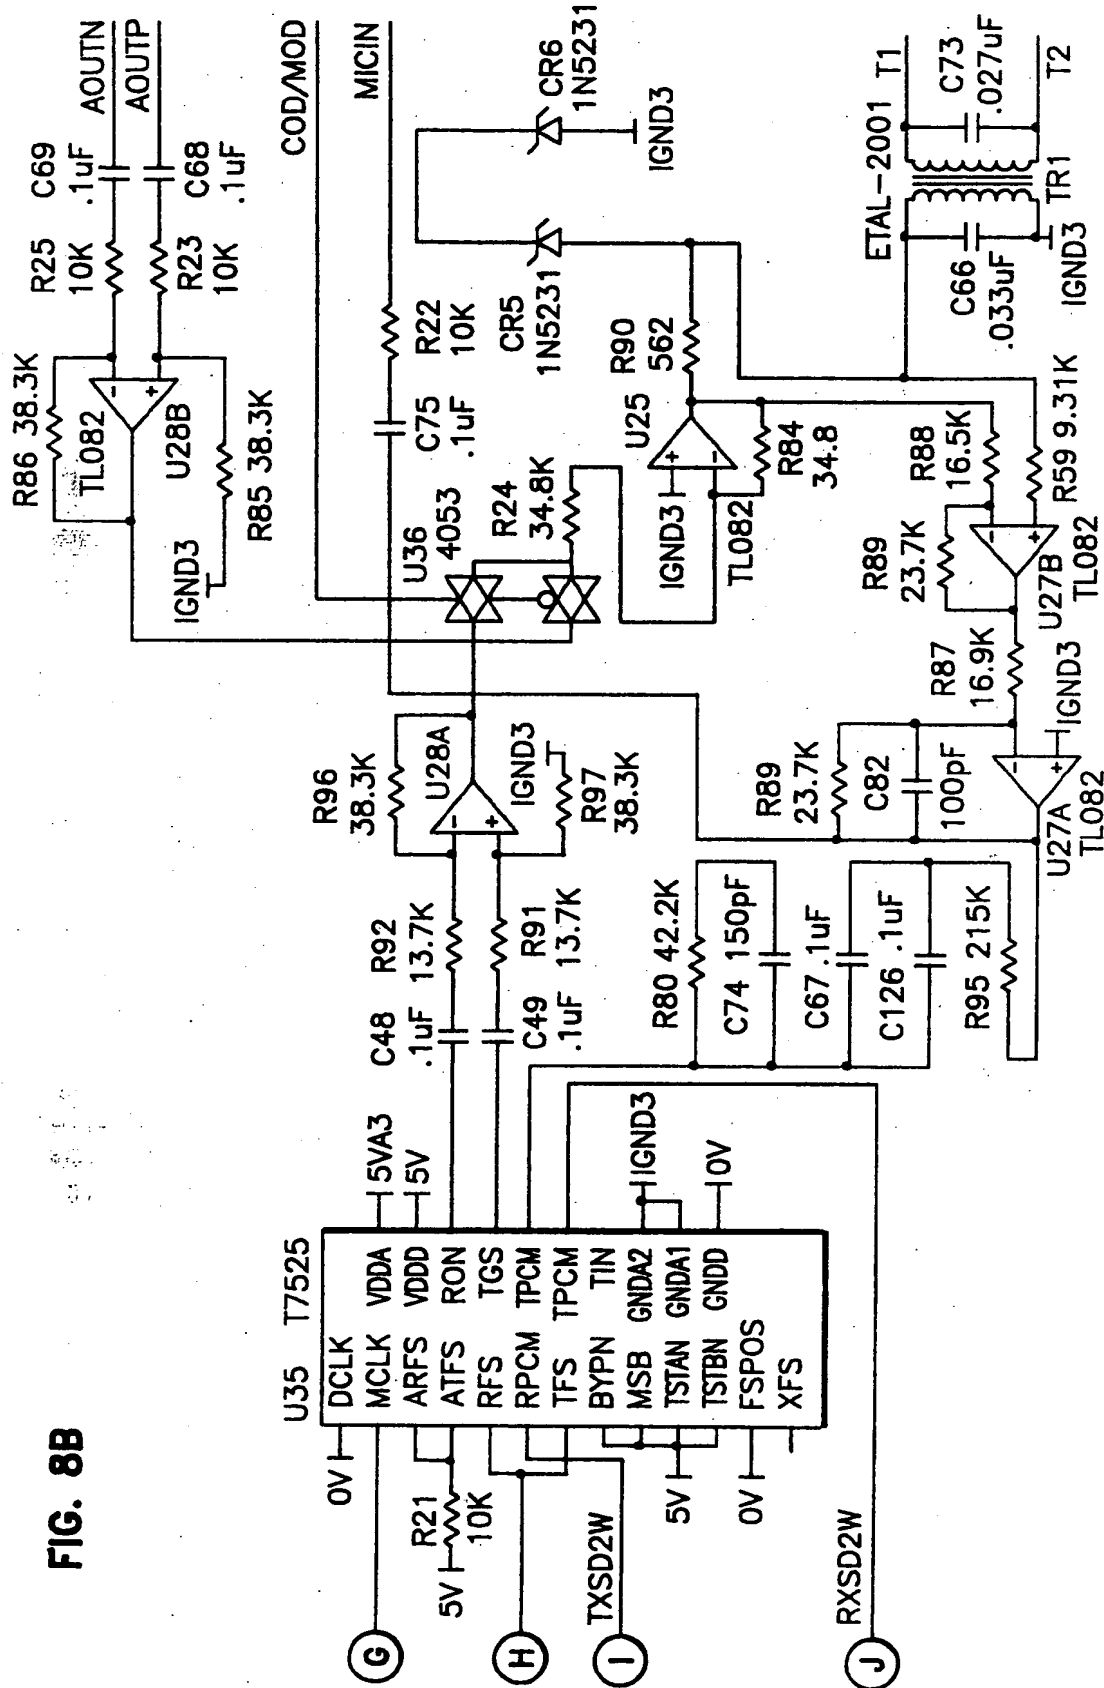 FIG. 8B
U35
T7525
DCLK
MCLK
ARFS
ATFS
RFS
RPCM
TFS
BYPN
MSB
TSTAN
TSTBN
FSPOS
XFS
VDDA
VDDD
RON
TGS
TPCM
TPCM
TIN
GNDA2
GNDA1
GNDD
0V
G
R21
10K
5V
H
TXSD2W
I
5V
0V
RXSD2W
J
5VA3
5V
IGND3
0V
C48
.1uF
R92
13.7K
C49
.1uF
R91
13.7K
R96
38.3K
U28A
IGND3
R97
38.3K
R80 42.2K
C74 150pF
C67 .1uF
C126 .1uF
R95 215K
R86 38.3K
TL082
U28B
R85 38.3K
IGND3
R25
10K
C69
.1uF
AOUTN
AOUTP
R23
10K
C68
.1uF
COD/MOD
MICIN
U36
4053
C75
.1uF
R22
10K
R24
34.8K
CR5
1N5231
CR6
1N5231
IGND3
U25
IGND3
TL082
R90
562
R84
34.8
R88
16.5K
R59 9.31K
R89
23.7K
U27B
TL082
R87
16.9K
R89
23.7K
C82
100pF
IGND3
U27A
TL082
ETAL-2001
T1
C73
.027uF
T2
TR1
C66
.033uF
IGND3